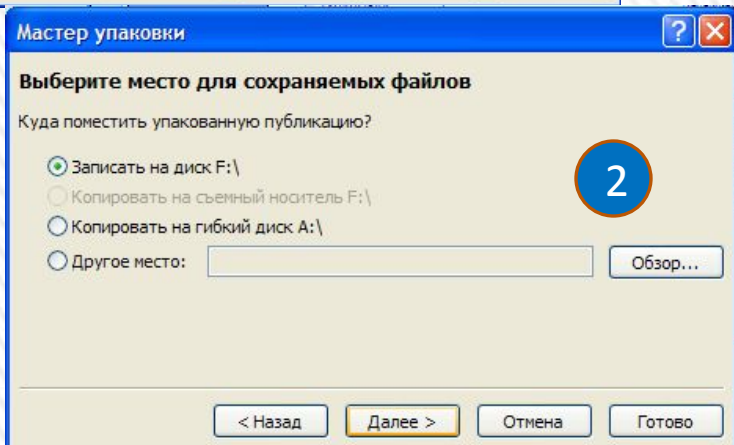 Мастер упаковки
Выберите место для сохраняемых файлов
Куда поместить упакованную публикацию?
Записать на диск F:\
Копировать на съемный носитель F:\
2
Копировать на гибкий диск A:\
Другое место:
Обзор...
< Назад Далее > Отмена Готово